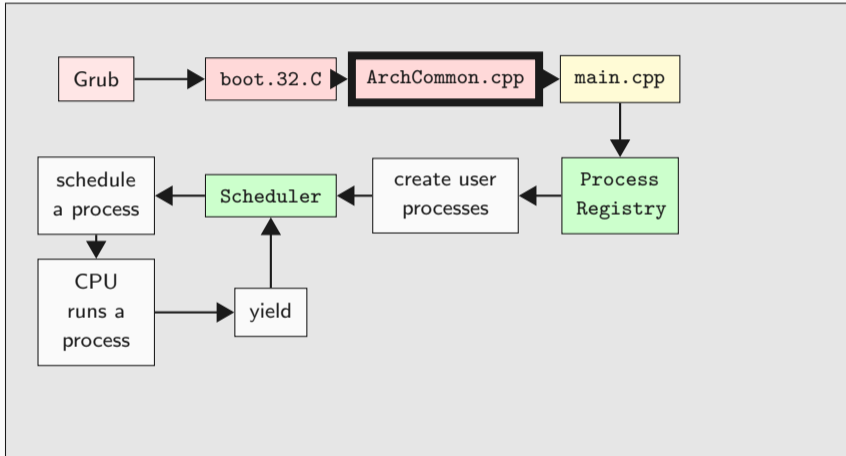 Grub
boot.32.C
ArchCommon.cpp
main.cpp
schedule
a process
Scheduler
create user
processes
Process
Registry
CPU
runs a
process
yield